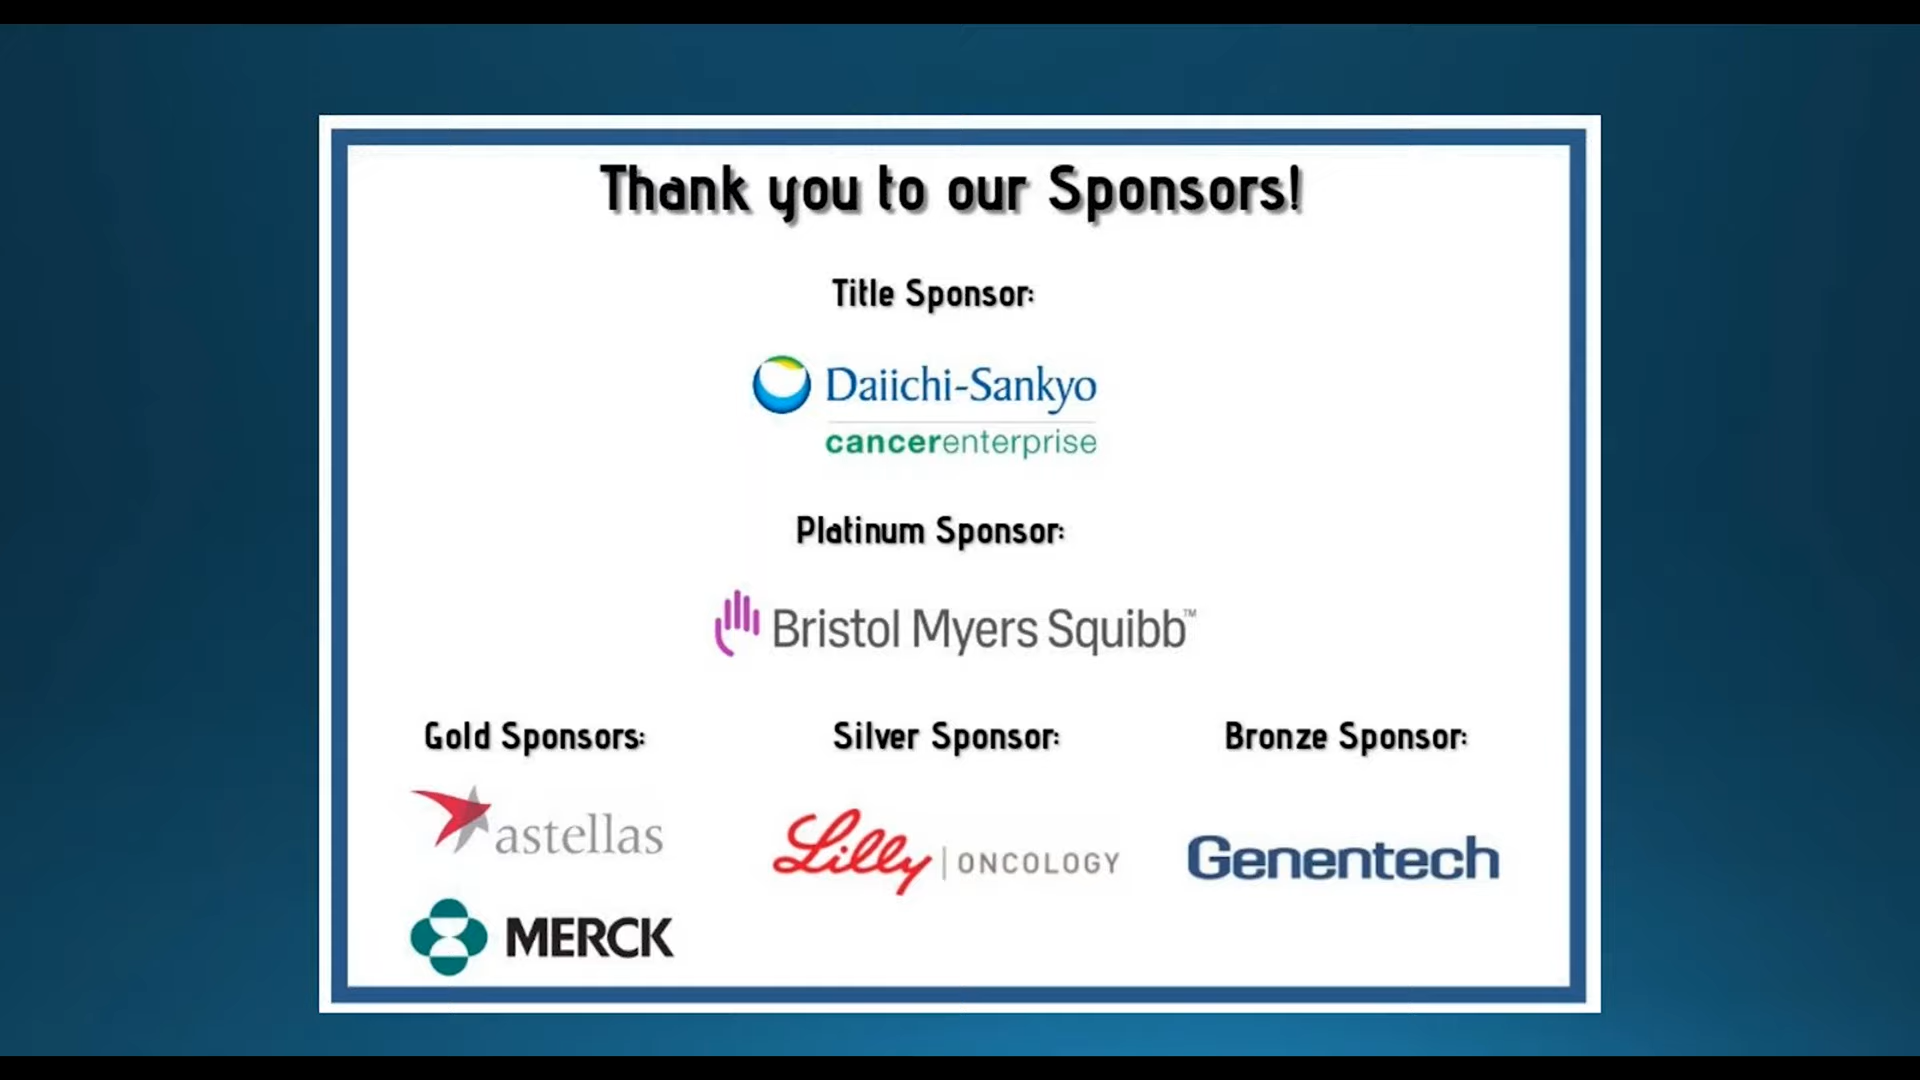 Thank you to our Sponsors!
Title Sponsor:
Daiichi-Sankyo
cancerenterprise
Platinum Sponsor:
Bristol Myers Squibb™
Gold Sponsors:
Silver Sponsor:
Bronze Sponsor:
astellas
Lilly | ONCOLOGY
Genentech
MERCK